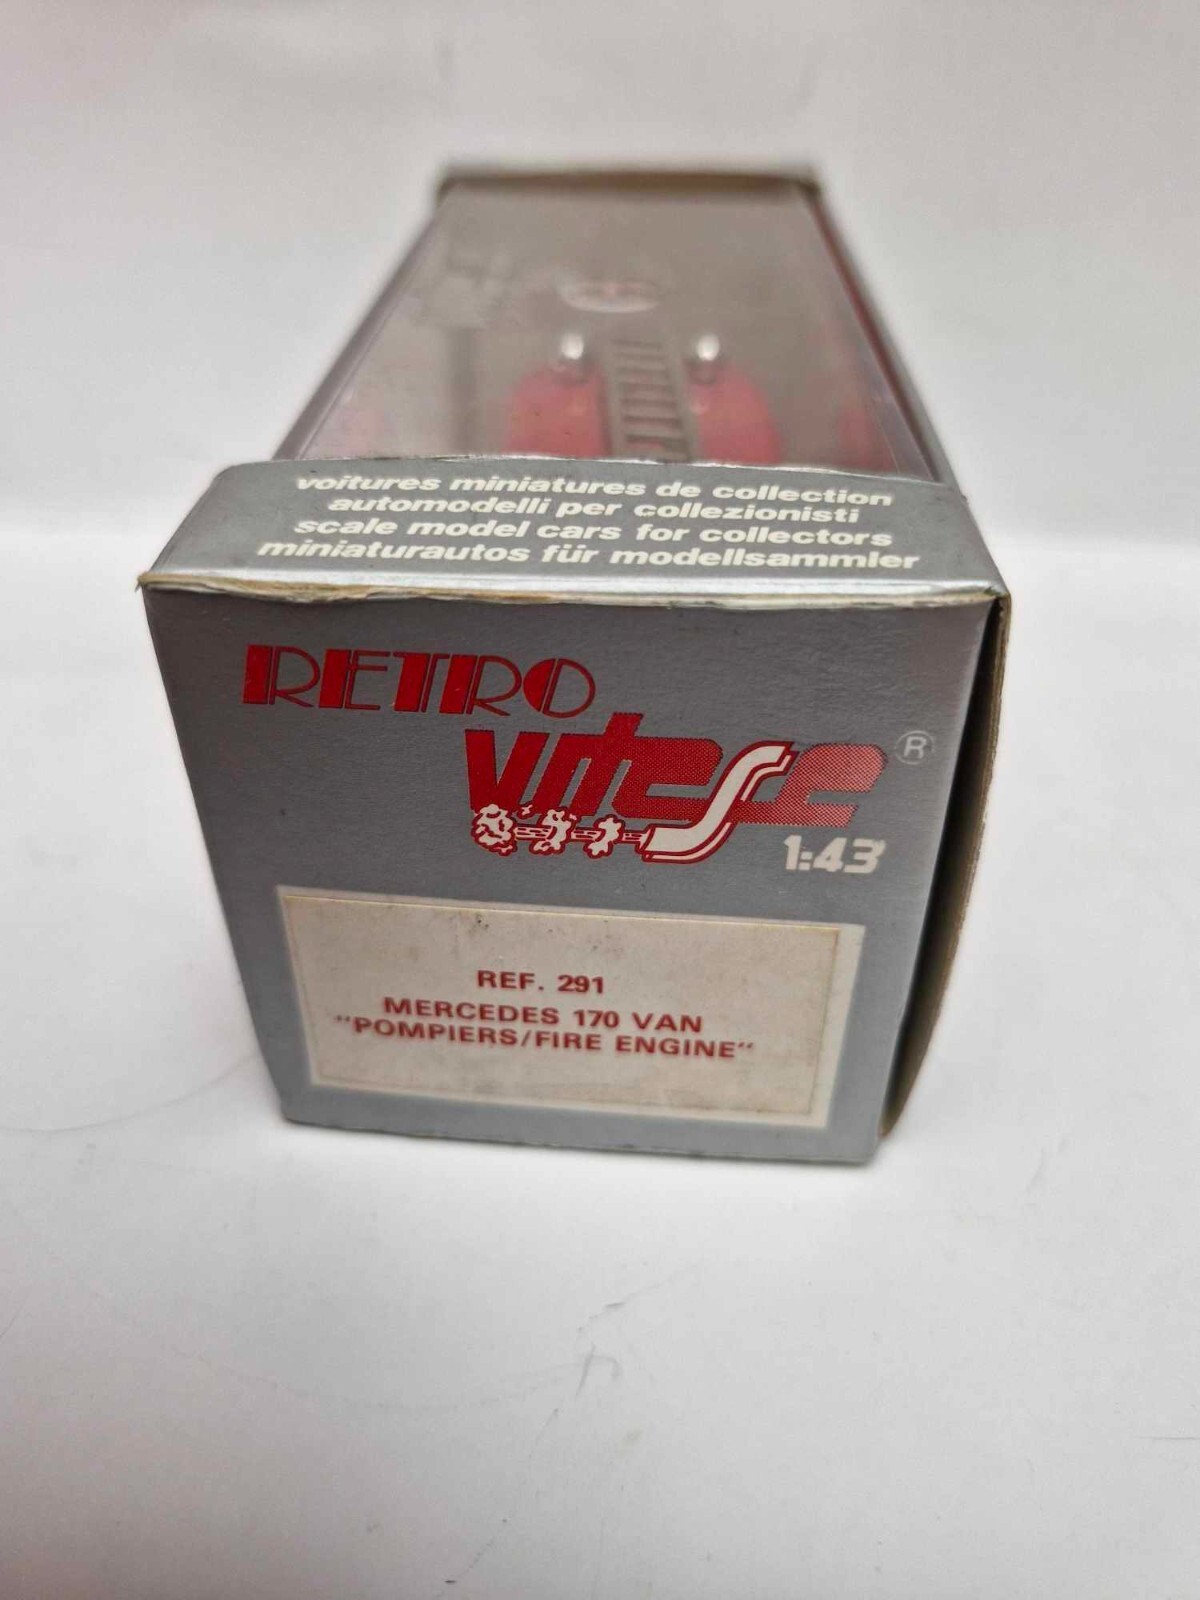 voitures miniatures de collection
automodelli per collezionisti
scale model cars for collectors
miniaturautos für modellsammler
RETRO
vitesse ®
1:43
REF. 291
MERCEDES 170 VAN
"POMPIERS/FIRE ENGINE"